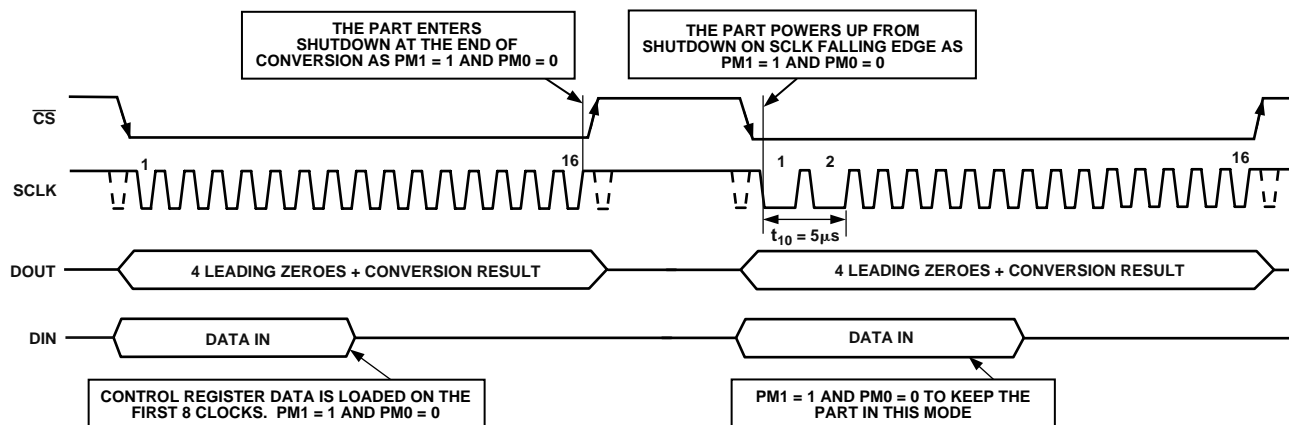 THE PART ENTERS
SHUTDOWN AT THE END OF
CONVERSION AS PM1 = 1 AND PM0 = 0
THE PART POWERS UP FROM
SHUTDOWN ON SCLK FALLING EDGE AS
PM1 = 1 AND PM0 = 0
CS
SCLK
1
16
1
2
16
t10 = 5μs
DOUT
4 LEADING ZEROES + CONVERSION RESULT
4 LEADING ZEROES + CONVERSION RESULT
DIN
DATA IN
DATA IN
CONTROL REGISTER DATA IS LOADED ON THE
FIRST 8 CLOCKS. PM1 = 1 AND PM0 = 0
PM1 = 1 AND PM0 = 0 TO KEEP THE
PART IN THIS MODE